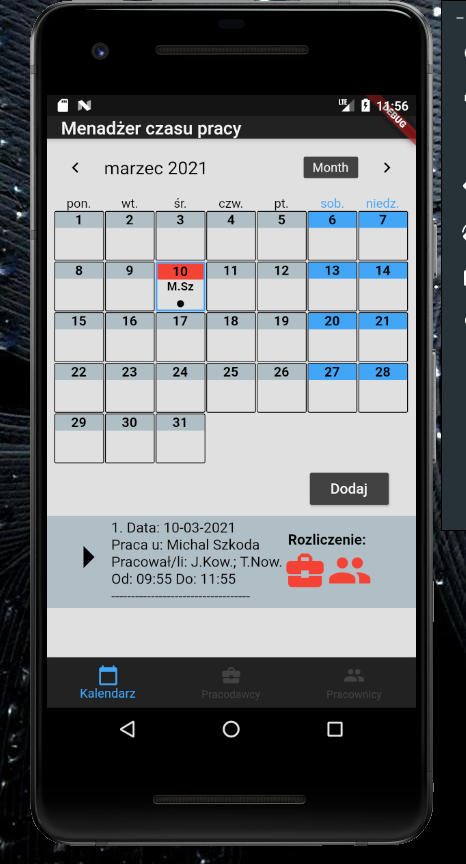 LTE 11:56
DEBUG
Menadżer czasu pracy
marzec 2021 Month
pon. wt. śr. czw. pt. sob. niedz.
1 2 3 4 5 6 7
8 9 10 11 12 13 14
M.Sz
15 16 17 18 19 20 21
22 23 24 25 26 27 28
29 30 31
Dodaj
1. Data: 10-03-2021
Praca u: Michal Szkoda
Pracował/li: J.Kow.; T.Now.
Od: 09:55 Do: 11:55
Rozliczenie:
Kalendarz Pracodawcy Pracownicy